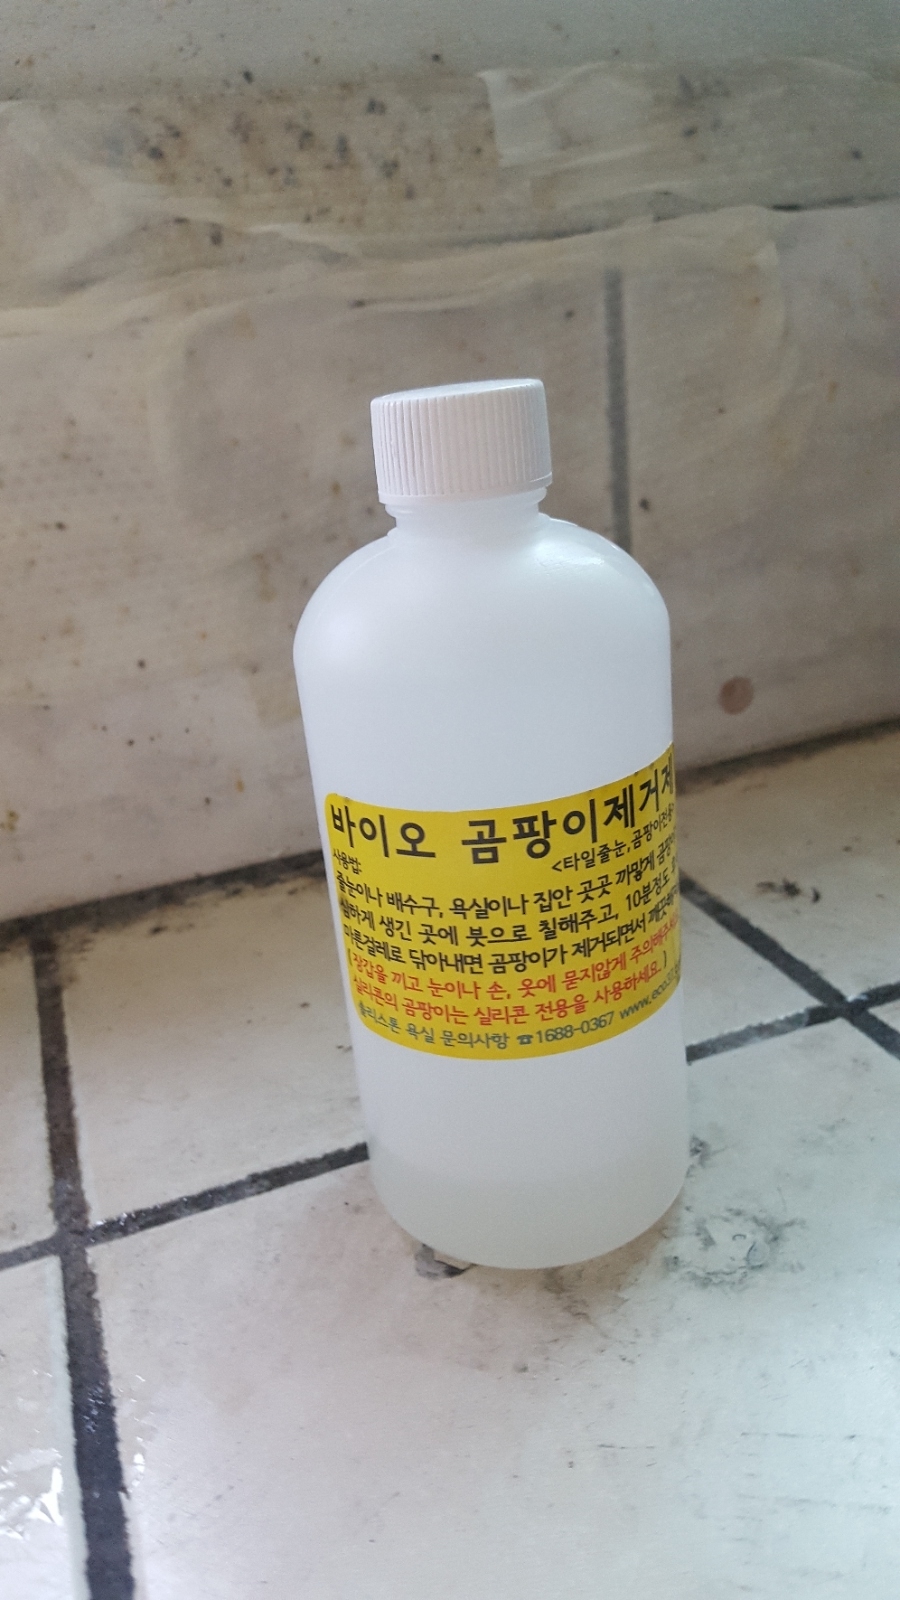 바이오 곰팡이제거제
<타일줄눈,곰팡이전용>
사용법:
줄눈이나 배수구, 욕실이나 집안 곳곳 까맣게
심하게 생긴 곳에 붓으로 칠해주고, 10분정도
마른걸레로 닦아내면 곰팡이가 제거되면서
(장갑을 끼고 눈이나 손, 옷에 묻지않게 주의해주세요.
실리콘의 곰팡이는 실리콘 전용을 사용하세요.)
욕실 문의사항 ☎1688-0367